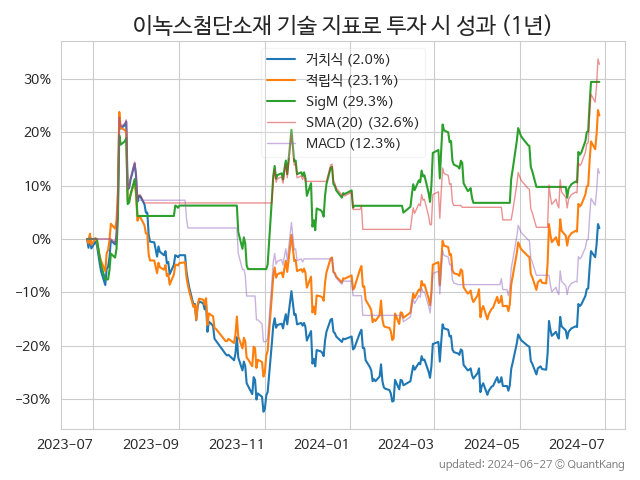 이녹스첨단소재 기술 지표로 투자 시 성과 (1년)
거치식 (2.0%)
적립식 (23.1%)
SigM (29.3%)
SMA(20) (32.6%)
MACD (12.3%)
30%
20%
10%
0%
−10%
−20%
−30%
2023-07 2023-09 2023-11 2024-01 2024-03 2024-05 2024-07
updated: 2024-06-27 ⓒ QuantKang